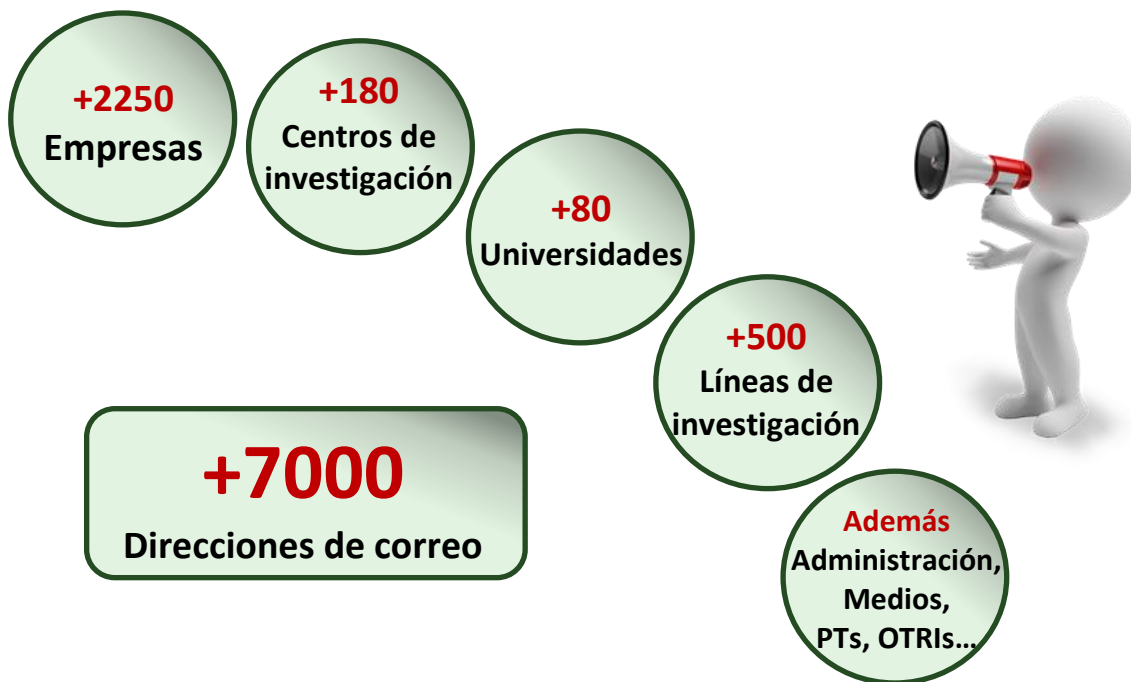 +2250
Empresas
+180
Centros de
investigación
+80
Universidades
+500
Líneas de
investigación
+7000
Direcciones de correo
Además
Administración,
Medios,
PTs, OTRIs...